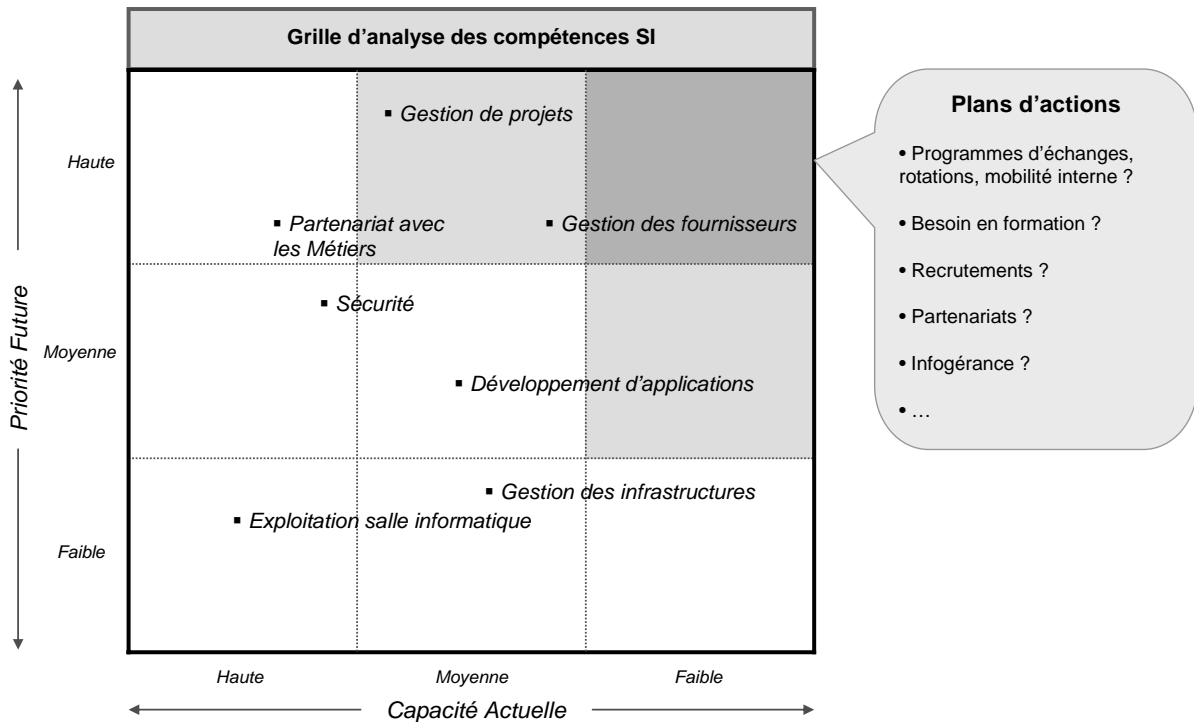 Grille d’analyse des compétences SI
Priorité Future
Haute
Moyenne
Faible
▪ Gestion de projets
▪ Partenariat avec
les Métiers
▪ Gestion des fournisseurs
▪ Sécurité
▪ Développement d’applications
▪ Gestion des infrastructures
▪ Exploitation salle informatique
Haute
Moyenne
Faible
Capacité Actuelle
Plans d’actions
• Programmes d’échanges,
rotations, mobilité interne ?
• Besoin en formation ?
• Recrutements ?
• Partenariats ?
• Infogérance ?
• …